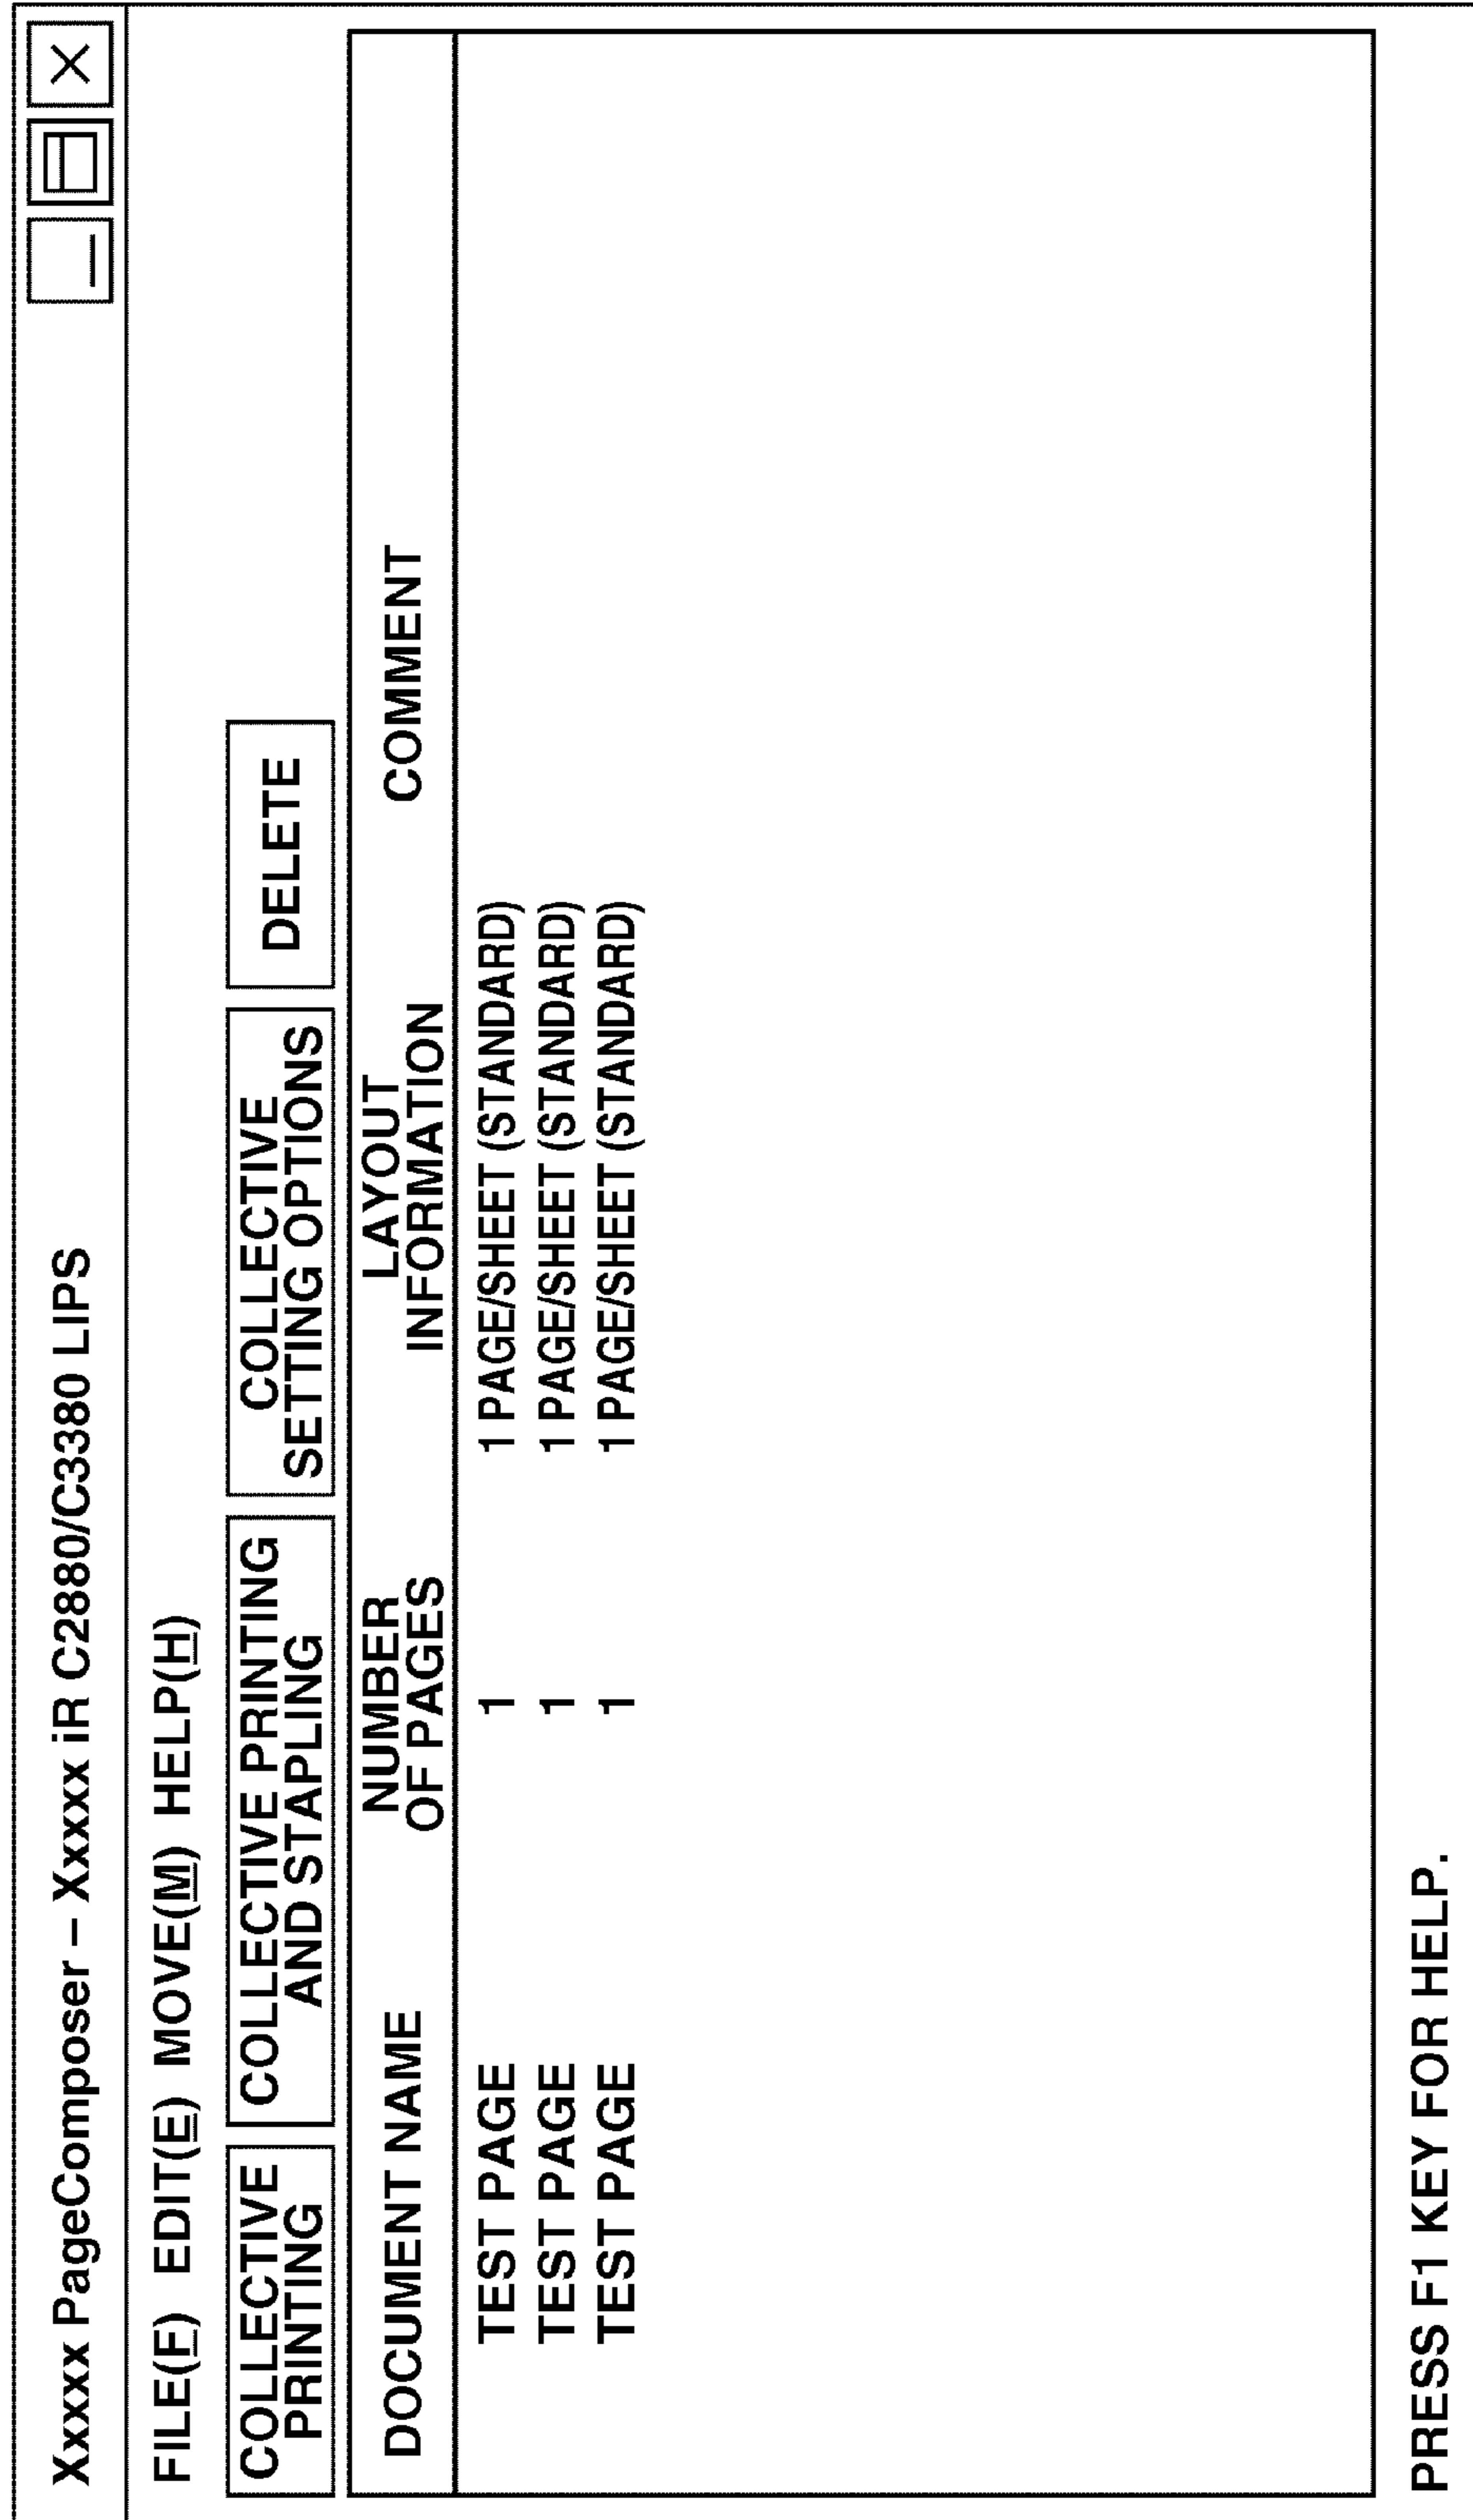 Xxxxx PageComposer – Xxxxx iR C2880/C3380 LIPS
FILE(F) EDIT(E) MOVE(M) HELP(H)
COLLECTIVE
PRINTING
COLLECTIVE PRINTING
AND STAPLING
COLLECTIVE
SETTING OPTIONS
DELETE
DOCUMENT NAME
NUMBER
OF PAGES
LAYOUT
INFORMATION
COMMENT
TEST PAGE 1 1 PAGE/SHEET (STANDARD)
TEST PAGE 1 1 PAGE/SHEET (STANDARD)
TEST PAGE 1 1 PAGE/SHEET (STANDARD)
PRESS F1 KEY FOR HELP.